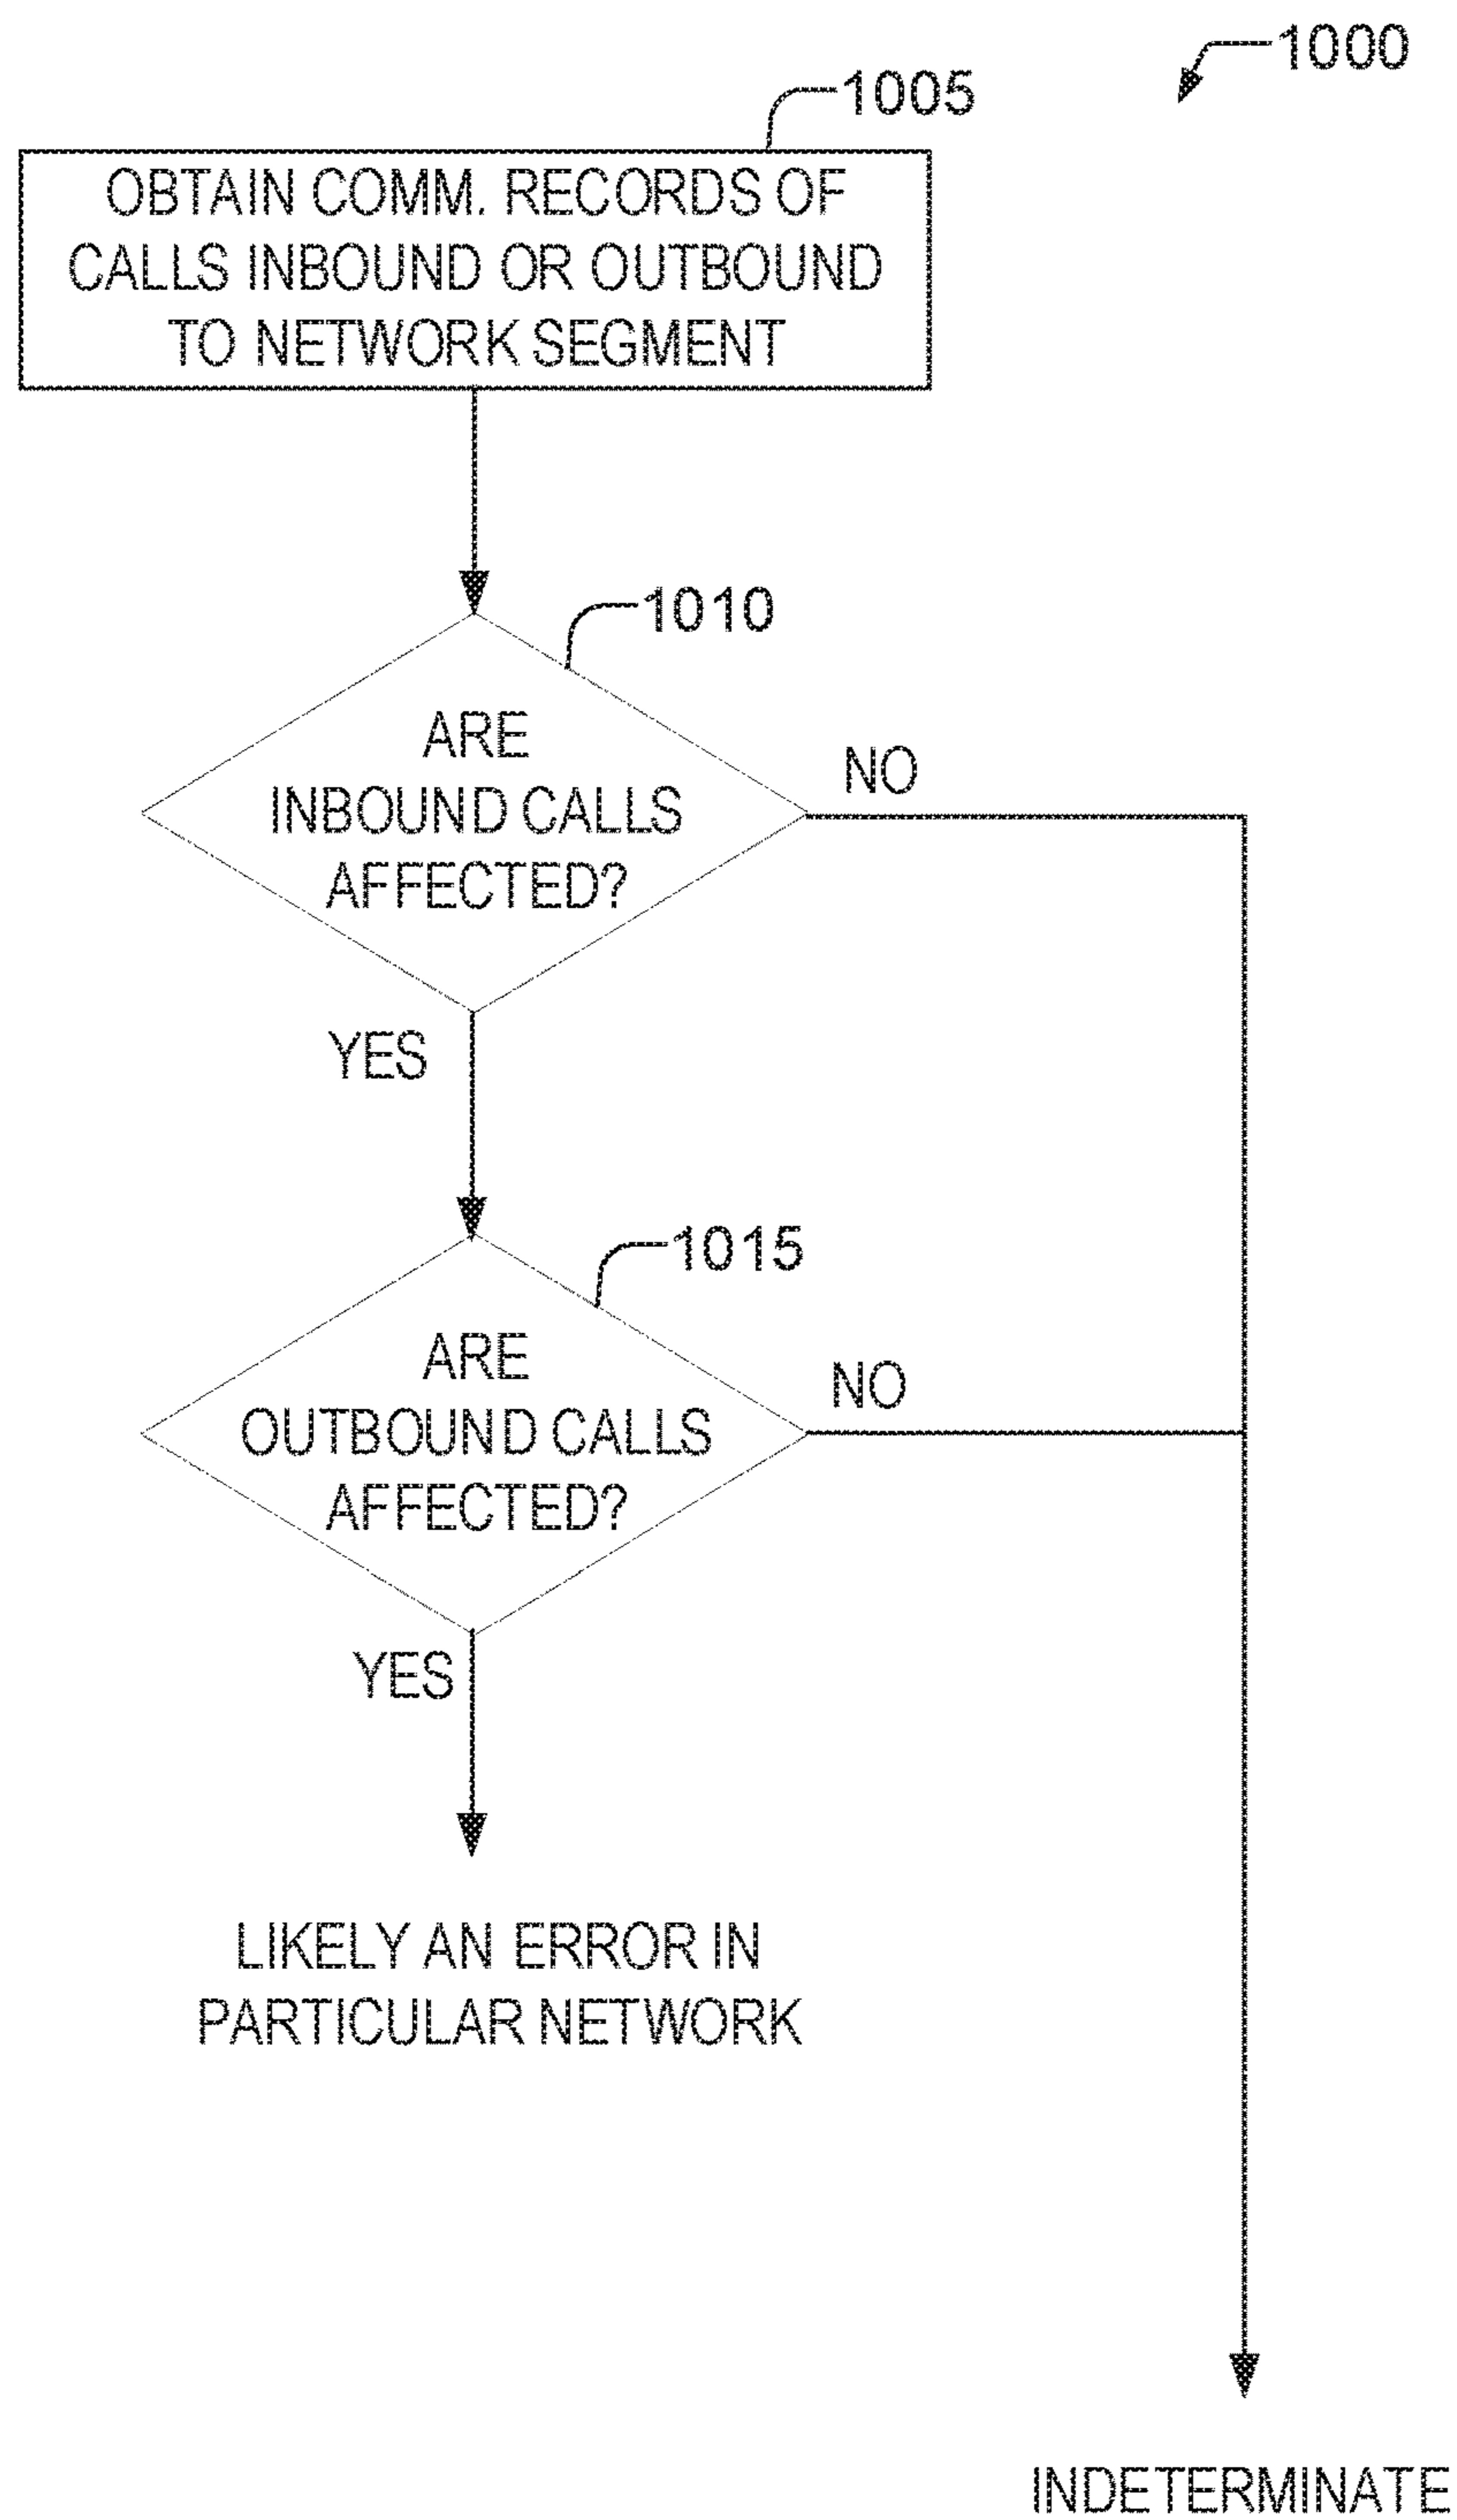 1000
1005
OBTAIN COMM. RECORDS OF
CALLS INBOUND OR OUTBOUND
TO NETWORK SEGMENT
1010
ARE
INBOUND CALLS
AFFECTED?
NO
YES
1015
ARE
OUTBOUND CALLS
AFFECTED?
NO
YES
LIKELY AN ERROR IN
PARTICULAR NETWORK
INDETERMINATE